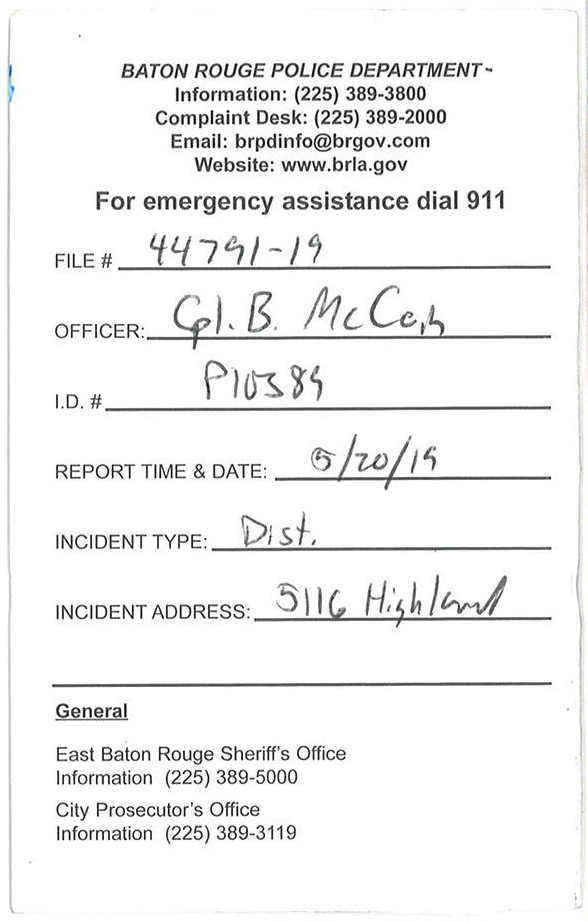 BATON ROUGE POLICE DEPARTMENT
Information: (225) 389-3800
Complaint Desk: (225) 389-2000
Email: brpdinfo@brgov.com
Website: www.brla.gov
For emergency assistance dial 911
FILE # 44791-19
OFFICER: Cpl. B.
I.D. # P10389
REPORT TIME & DATE: 5/20/19
INCIDENT TYPE: Dist.
INCIDENT ADDRESS: 5116 Highland
General
East Baton Rouge Sheriff's Office
Information (225) 389-5000
City Prosecutor's Office
Information (225) 389-3119